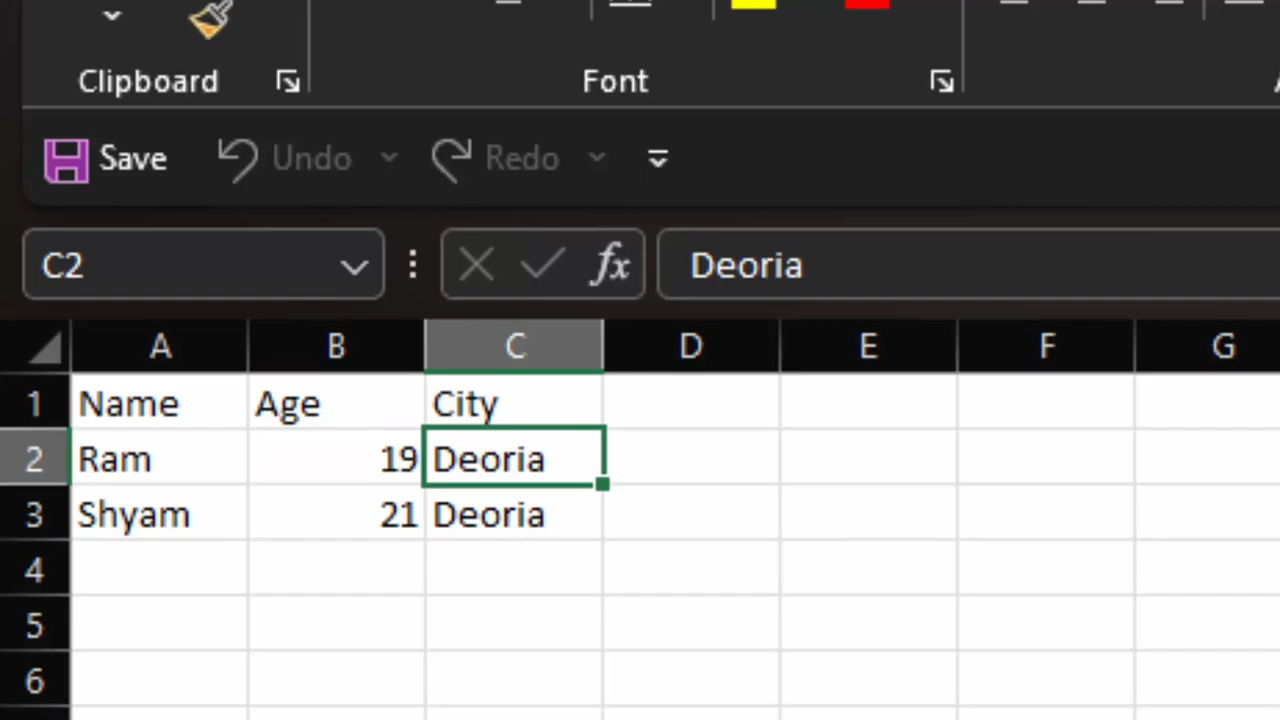 Clipboard Font
Save Undo Redo
C2 fx Deoria
A B C D E F G
1 Name Age City
2 Ram 19 Deoria
3 Shyam 21 Deoria
4
5
6